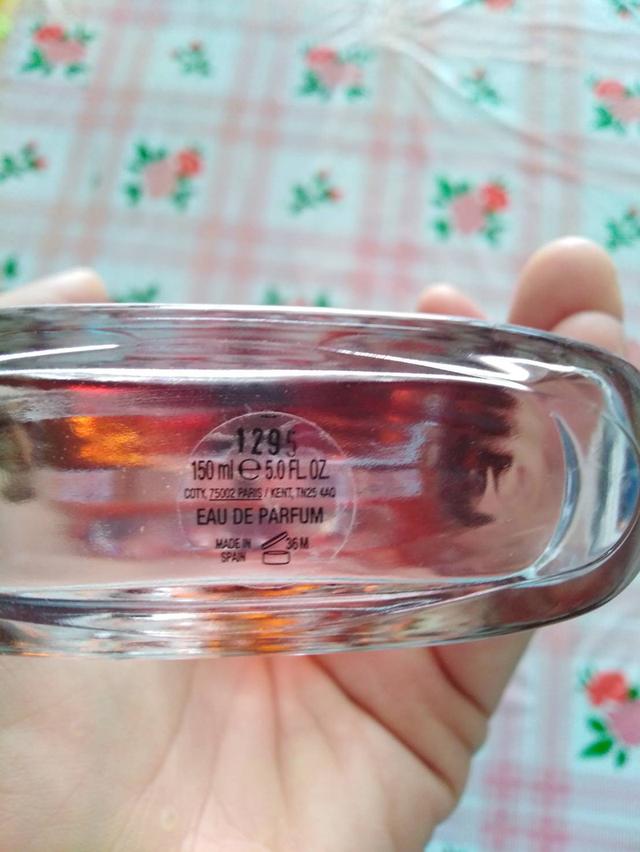 1295
150 ml ℮ 5.0 FL. OZ.
COTY, 75002 PARIS / KENT, TN25 4AQ
EAU DE PARFUM
MADE IN SPAIN
36 M